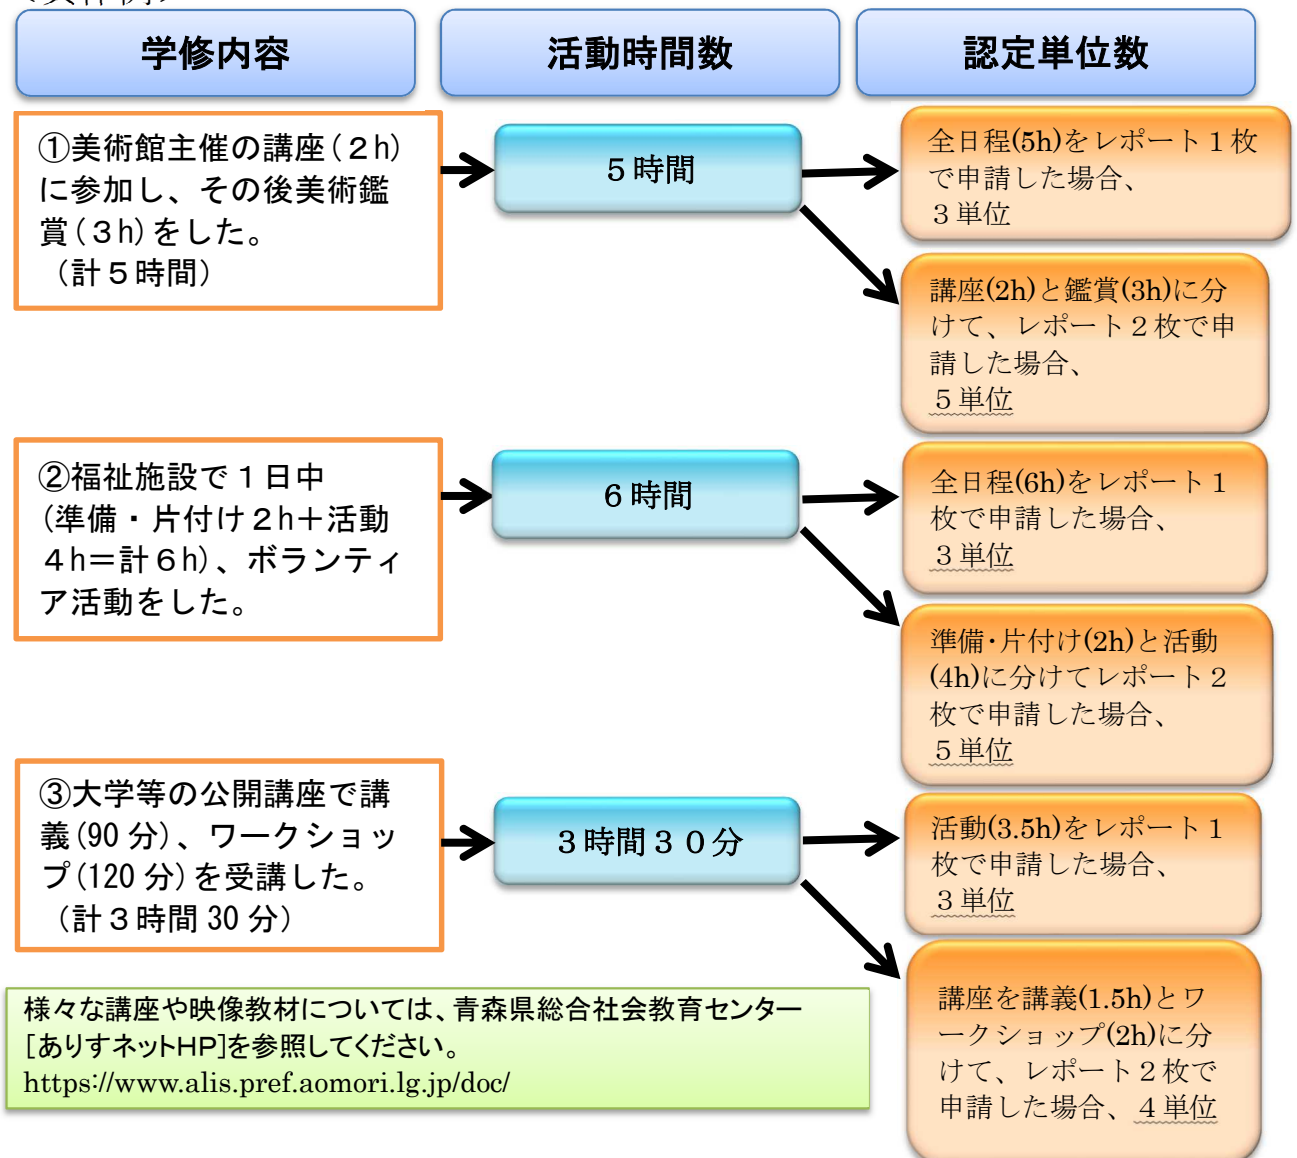 学修内容
活動時間数
認定単位数
①美術館主催の講座(２h)
に参加し、その後美術鑑
賞(３h)をした。
（計５時間）
５時間
全日程(5h)をレポート１枚
で申請した場合、
３単位
講座(2h)と鑑賞(3h)に分
けて、レポート２枚で申
請した場合、
５単位
②福祉施設で１日中
(準備・片付け２h＋活動
４h＝計６h)、ボランティ
ア活動をした。
６時間
全日程(6h)をレポート１
枚で申請した場合、
３単位
準備・片付け(2h)と活動
(4h)に分けてレポート２
枚で申請した場合、
５単位
③大学等の公開講座で講
義(90分)、ワークショッ
プ(120分)を受講した。
（計３時間30分）
３時間３０分
活動(3.5h)をレポート１
枚で申請した場合、
３単位
講座を講義(1.5h)とワ
ークショップ(2h)に分
けて、レポート２枚で
申請した場合、４単位
様々な講座や映像教材については、青森県総合社会教育センター
[ありすネットHP]を参照してください。
https://www.alis.pref.aomori.lg.jp/doc/